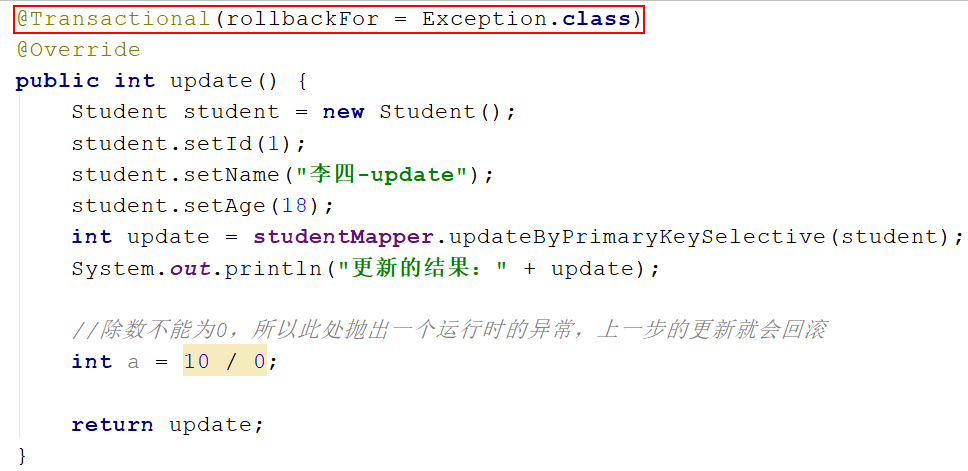 @Transactional(rollbackFor = Exception.class)
@Override
public int update() {
    Student student = new Student();
    student.setId(1);
    student.setName("李四-update");
    student.setAge(18);
    int update = studentMapper.updateByPrimaryKeySelective(student);
    System.out.println("更新的结果：" + update);
    //除数不能为0，所以此处抛出一个运行时的异常，上一步的更新就会回滚
    int a = 10 / 0;
    return update;
}